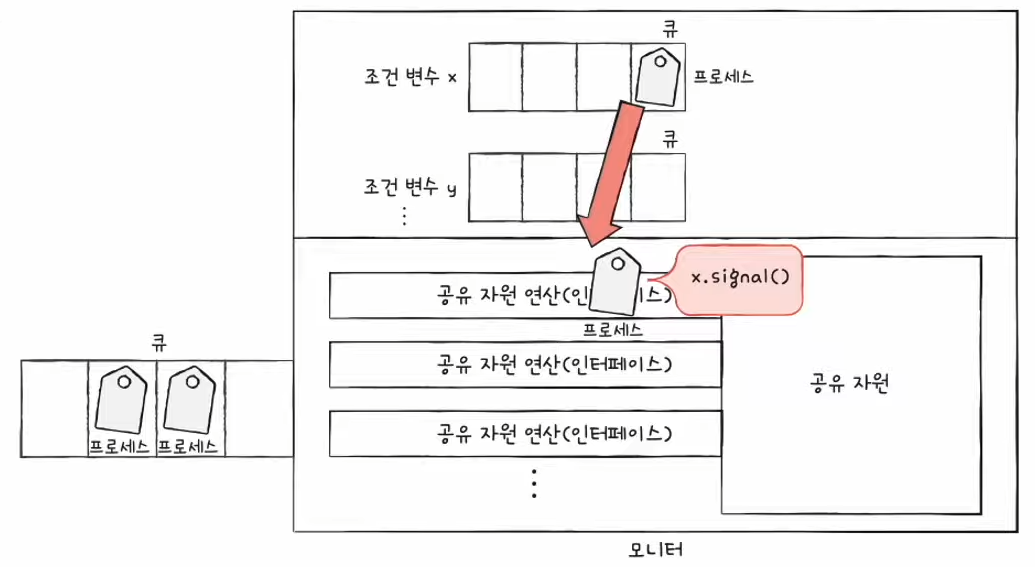 큐
조건 변수 x
프로세스
큐
조건 변수 y
⋮
x.signal()
공유 자원 연산(인 이스)
프로세스
큐
공유 자원 연산(인터페이스)
공유 자원
프로세스 프로세스
공유 자원 연산(인터페이스)
⋮
모니터